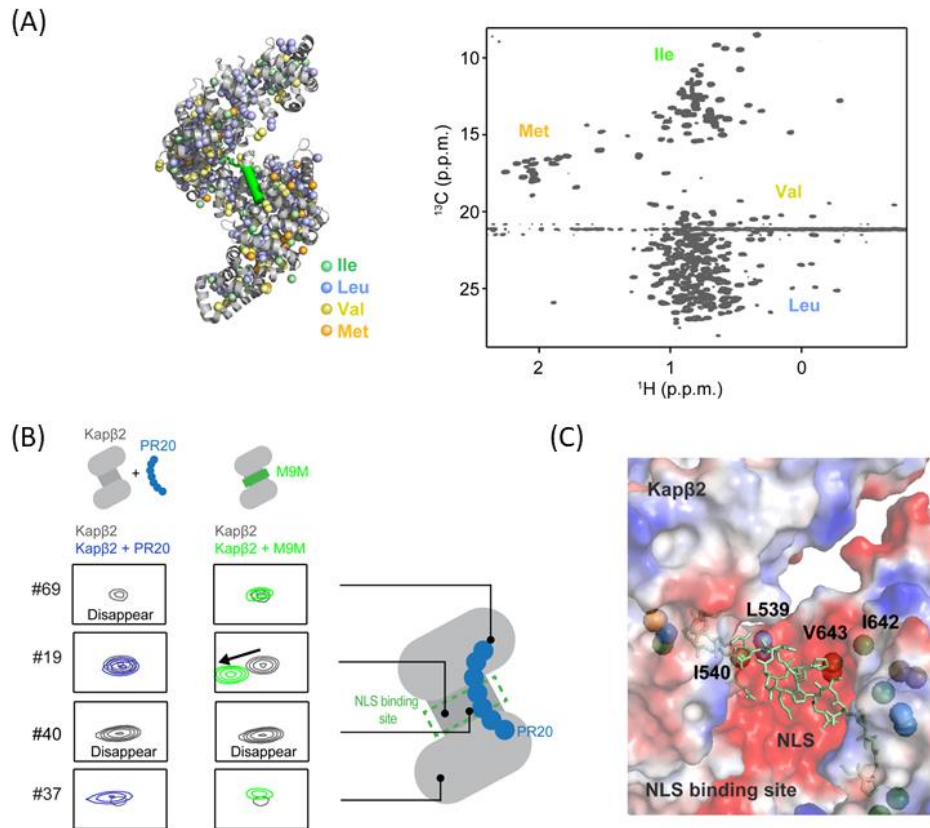 (A)
Ile
Leu
Val
Met
Ile
Met
Val
Leu
10
15
20
25
¹³C (p.p.m.)
2
1
0
¹H (p.p.m.)
(B)
Kapβ2
PR20
+
M9M
Kapβ2
Kapβ2 + PR20
Kapβ2
Kapβ2 + M9M
#69
Disappear
#19
#40
Disappear
Disappear
#37
NLS binding
site
PR20
(C)
Kapβ2
L539
V643
I642
I540
NLS
NLS binding site